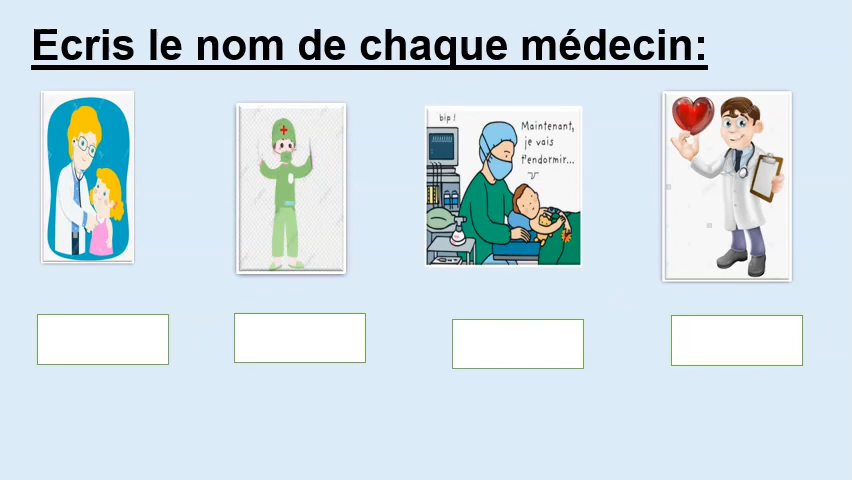 Ecris le nom de chaque médecin:
bip !
Maintenant,
je vais
t'endormir...